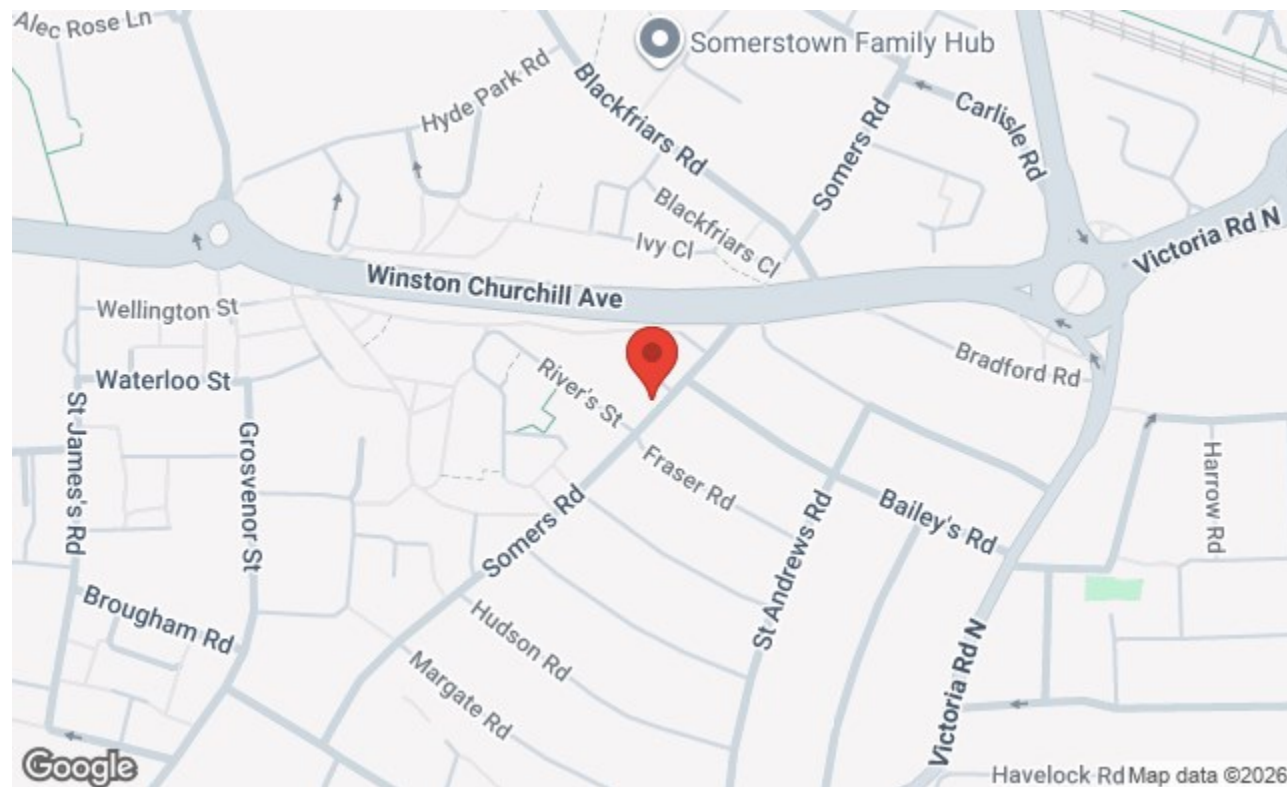 Alec Rose Ln
Somerstown Family Hub
Hyde Park Rd
Blackfriars Rd
Somers Rd
Carlisle Rd
Blackfriars Cl
Ivy Cl
Victoria Rd N
Winston Churchill Ave
Wellington St
Bradford Rd
Waterloo St
River's St
St James's Rd
Grosvenor St
Fraser Rd
Harrow Rd
Bailey's Rd
Somers Rd
St Andrews Rd
Brougham Rd
Hudson Rd
Margate Rd
Victoria Rd N
Google
Havelock Rd
Map data ©2026